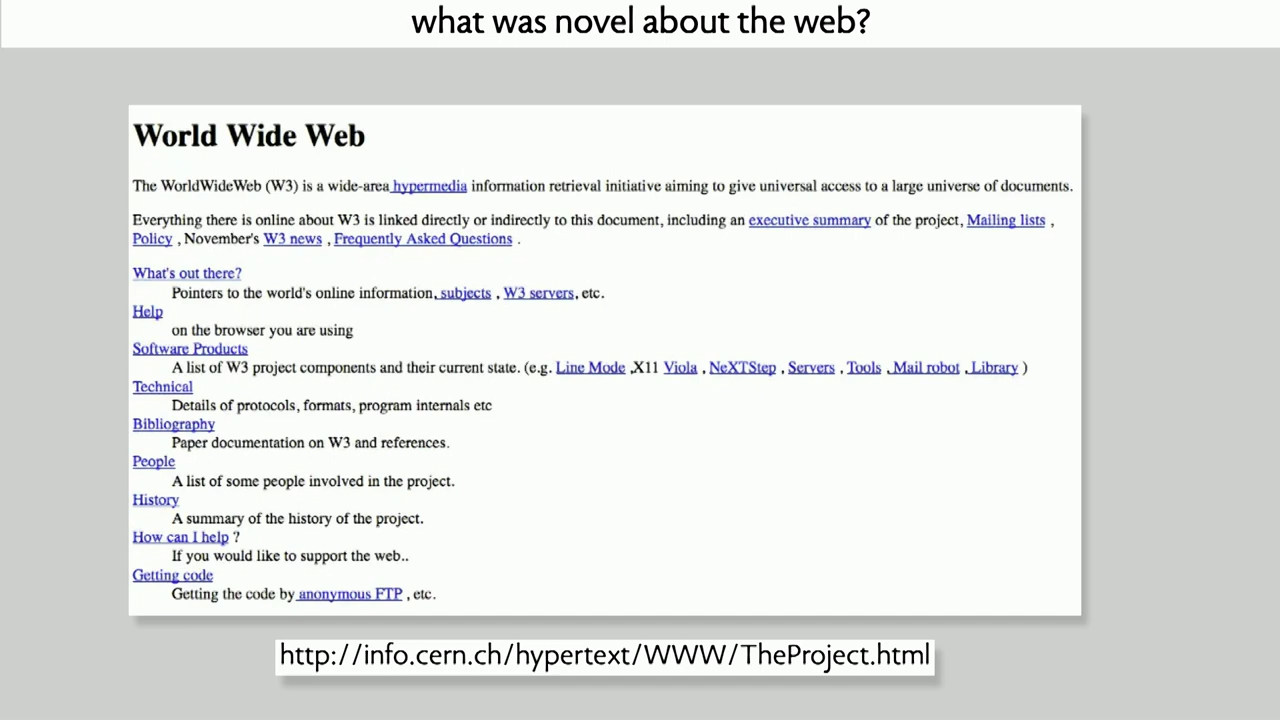 what was novel about the web?
World Wide Web
The WorldWideWeb (W3) is a wide-area hypermedia information retrieval initiative aiming to give universal access to a large universe of documents.
Everything there is online about W3 is linked directly or indirectly to this document, including an executive summary of the project, Mailing lists ,
Policy , November's W3 news , Frequently Asked Questions .
What's out there?
Pointers to the world's online information, subjects , W3 servers, etc.
Help
on the browser you are using
Software Products
A list of W3 project components and their current state. (e.g. Line Mode ,X11 Viola , NeXTStep , Servers , Tools , Mail robot , Library )
Technical
Details of protocols, formats, program internals etc
Bibliography
Paper documentation on W3 and references.
People
A list of some people involved in the project.
History
A summary of the history of the project.
How can I help ?
If you would like to support the web..
Getting code
Getting the code by anonymous FTP , etc.
http://info.cern.ch/hypertext/WWW/TheProject.html